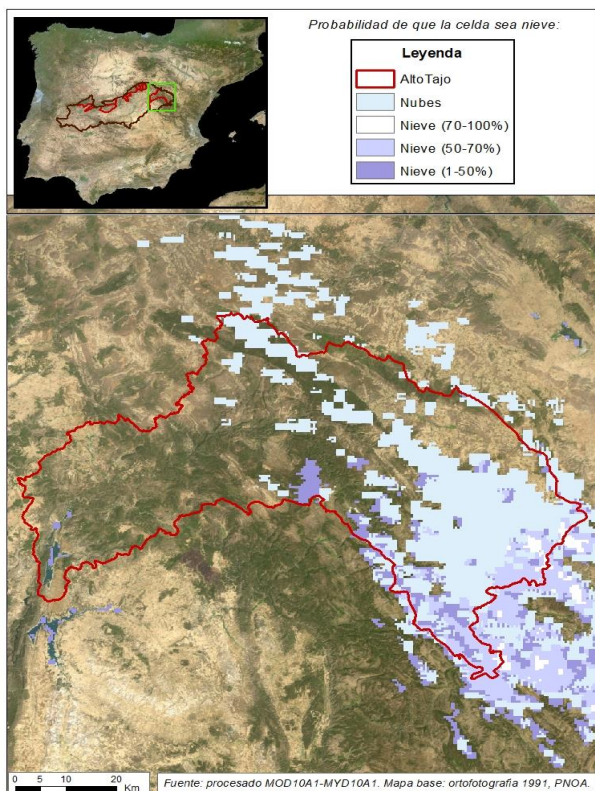 Probabilidad de que la celda sea nieve:
Leyenda
AltoTajo
Nubes
Nieve (70-100%)
Nieve (50-70%)
Nieve (1-50%)
0 5 10 20
Km
Fuente: procesado MOD10A1-MYD10A1. Mapa base: ortofotografía 1991, PNOA.